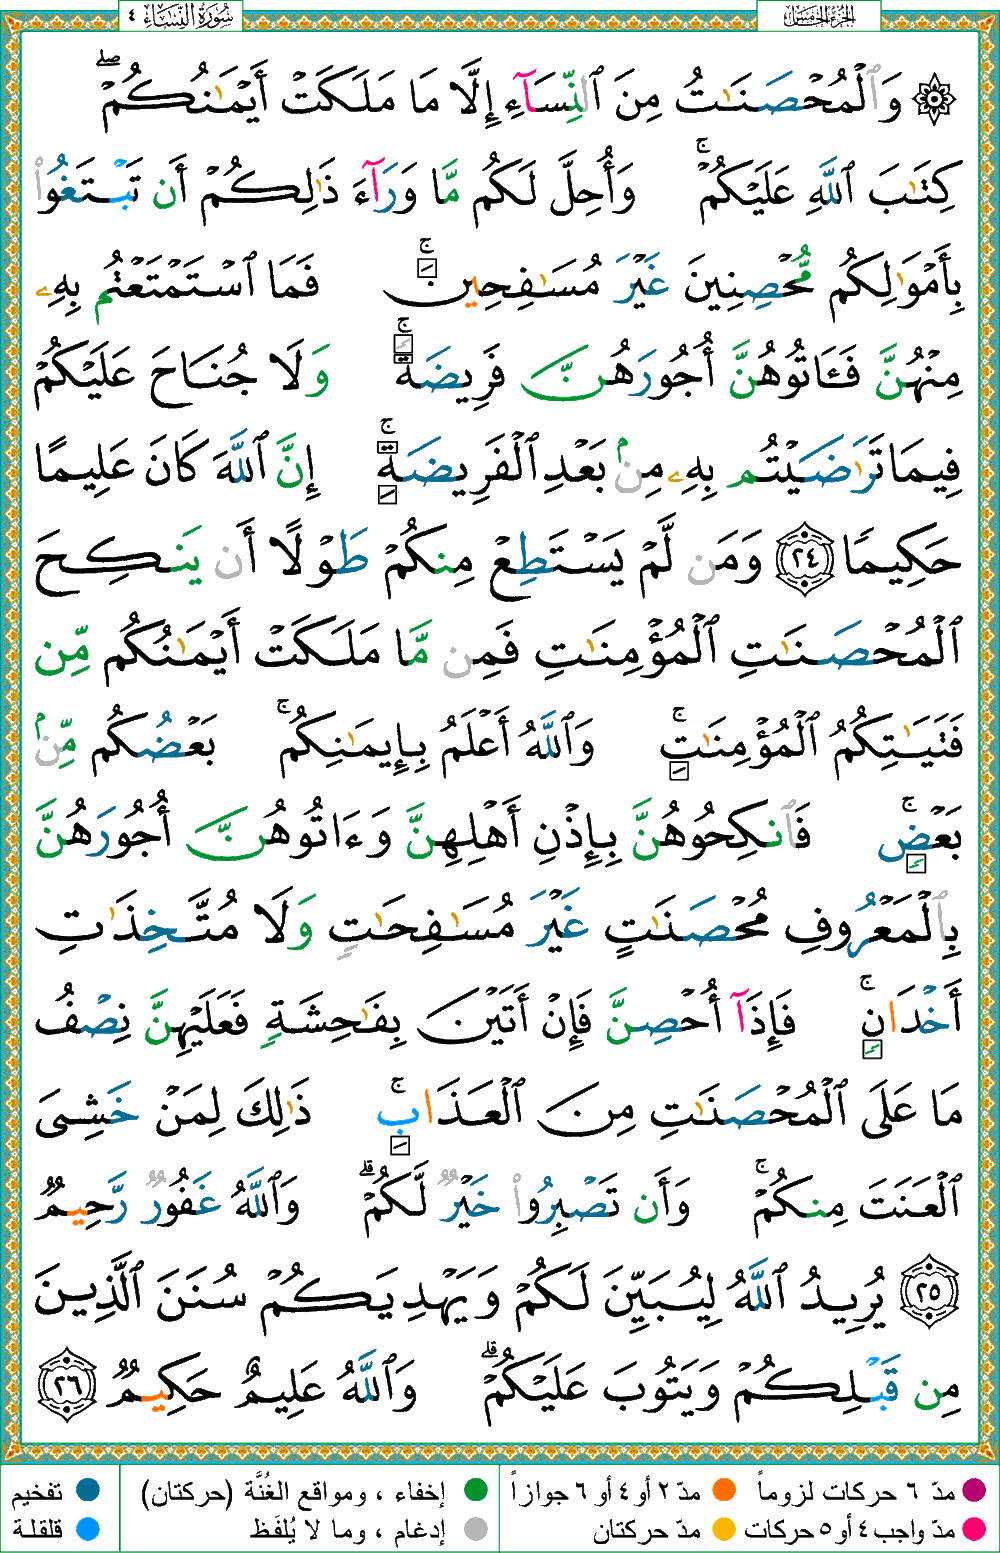 الجزء الخامس
سورة النساء ٤
۞ وَٱلْمُحْصَنَٰتُ مِنَ ٱلنِّسَآءِ إِلَّا مَا مَلَكَتْ أَيْمَٰنُكُمْ ۖ
كِتَٰبَ ٱللَّهِ عَلَيْكُمْ ۚ وَأُحِلَّ لَكُم مَّا وَرَآءَ ذَٰلِكُمْ أَن تَبْتَغُوا۟
بِأَمْوَٰلِكُم مُّحْصِنِينَ غَيْرَ مُسَٰفِحِينَ ۚ فَمَا ٱسْتَمْتَعْتُم بِهِۦ
مِنْهُنَّ فَـَٔاتُوهُنَّ أُجُورَهُنَّ فَرِيضَةً ۚ وَلَا جُنَاحَ عَلَيْكُمْ
فِيمَا تَرَٰضَيْتُم بِهِۦ مِنۢ بَعْدِ ٱلْفَرِيضَةِ ۚ إِنَّ ٱللَّهَ كَانَ عَلِيمًا
حَكِيمًا ٢٤ وَمَن لَّمْ يَسْتَطِعْ مِنكُمْ طَوْلًا أَن يَنكِحَ
ٱلْمُحْصَنَٰتِ ٱلْمُؤْمِنَٰتِ فَمِن مَّا مَلَكَتْ أَيْمَٰنُكُم مِّن
فَتَيَٰتِكُمُ ٱلْمُؤْمِنَٰتِ ۚ وَٱللَّهُ أَعْلَمُ بِإِيمَٰنِكُم ۚ بَعْضُكُم مِّنۢ
بَعْضٍ ۚ فَٱنكِحُوهُنَّ بِإِذْنِ أَهْلِهِنَّ وَءَاتُوهُنَّ أُجُورَهُنَّ
بِٱلْمَعْرُوفِ مُحْصَنَٰتٍ غَيْرَ مُسَٰفِحَٰتٍ وَلَا مُتَّخِذَٰتِ
أَخْدَانٍ ۚ فَإِذَآ أُحْصِنَّ فَإِنْ أَتَيْنَ بِفَٰحِشَةٍ فَعَلَيْهِنَّ نِصْفُ
مَا عَلَى ٱلْمُحْصَنَٰتِ مِنَ ٱلْعَذَابِ ۚ ذَٰلِكَ لِمَنْ خَشِىَ
ٱلْعَنَتَ مِنكُمْ ۚ وَأَن تَصْبِرُوا۟ خَيْرٌ لَّكُمْ ۗ وَٱللَّهُ غَفُورٌ رَّحِيمٌ
٢٥ يُرِيدُ ٱللَّهُ لِيُبَيِّنَ لَكُمْ وَيَهْدِيَكُمْ سُنَنَ ٱلَّذِينَ
مِن قَبْلِكُمْ وَيَتُوبَ عَلَيْكُمْ ۗ وَٱللَّهُ عَلِيمٌ حَكِيمٌ ٢٦
مدّ ٦ حركات لزوماً مدّ ٢ أو ٤ أو ٦ جوازاً إخفاء ، ومواقع الغُنَّة (حركتان) تفخيم
مدّ واجب ٤ أو ٥ حركات مدّ حركتان إدغام ، وما لا يُلفَظ قلقلة